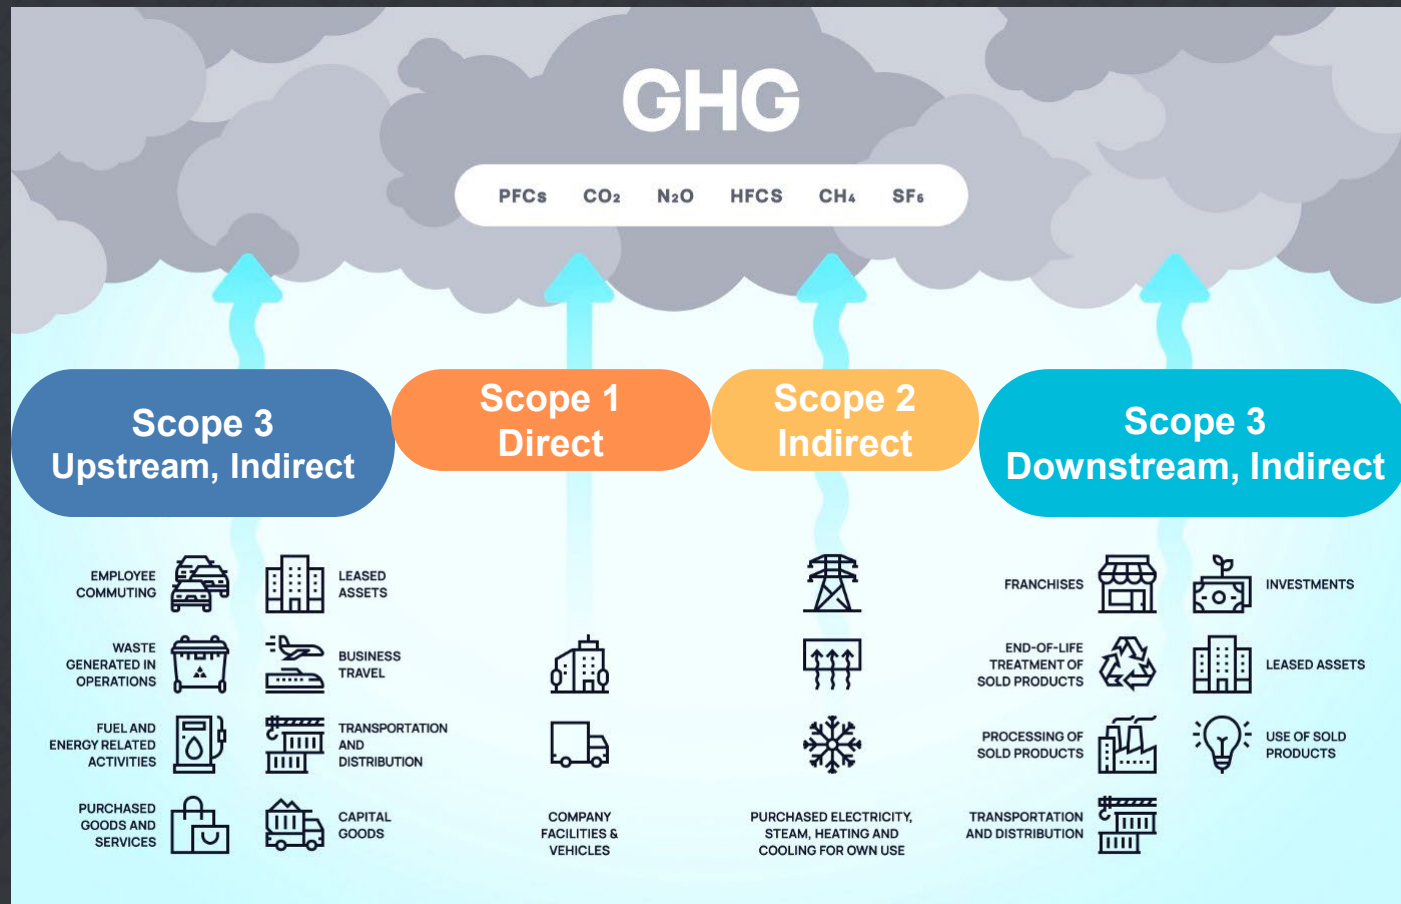 GHG
PFCs CO₂ N₂O HFCS CH₄ SF₆
Scope 3
Upstream, Indirect
Scope 1
Direct
Scope 2
Indirect
Scope 3
Downstream, Indirect
EMPLOYEE
COMMUTING
LEASED
ASSETS
WASTE
GENERATED IN
OPERATIONS
BUSINESS
TRAVEL
FUEL AND
ENERGY RELATED
ACTIVITIES
TRANSPORTATION
AND
DISTRIBUTION
PURCHASED
GOODS AND
SERVICES
CAPITAL
GOODS
COMPANY
FACILITIES &
VEHICLES
PURCHASED ELECTRICITY,
STEAM, HEATING AND
COOLING FOR OWN USE
FRANCHISES
INVESTMENTS
END-OF-LIFE
TREATMENT OF
SOLD PRODUCTS
LEASED ASSETS
PROCESSING OF
SOLD PRODUCTS
USE OF SOLD
PRODUCTS
TRANSPORTATION
AND DISTRIBUTION